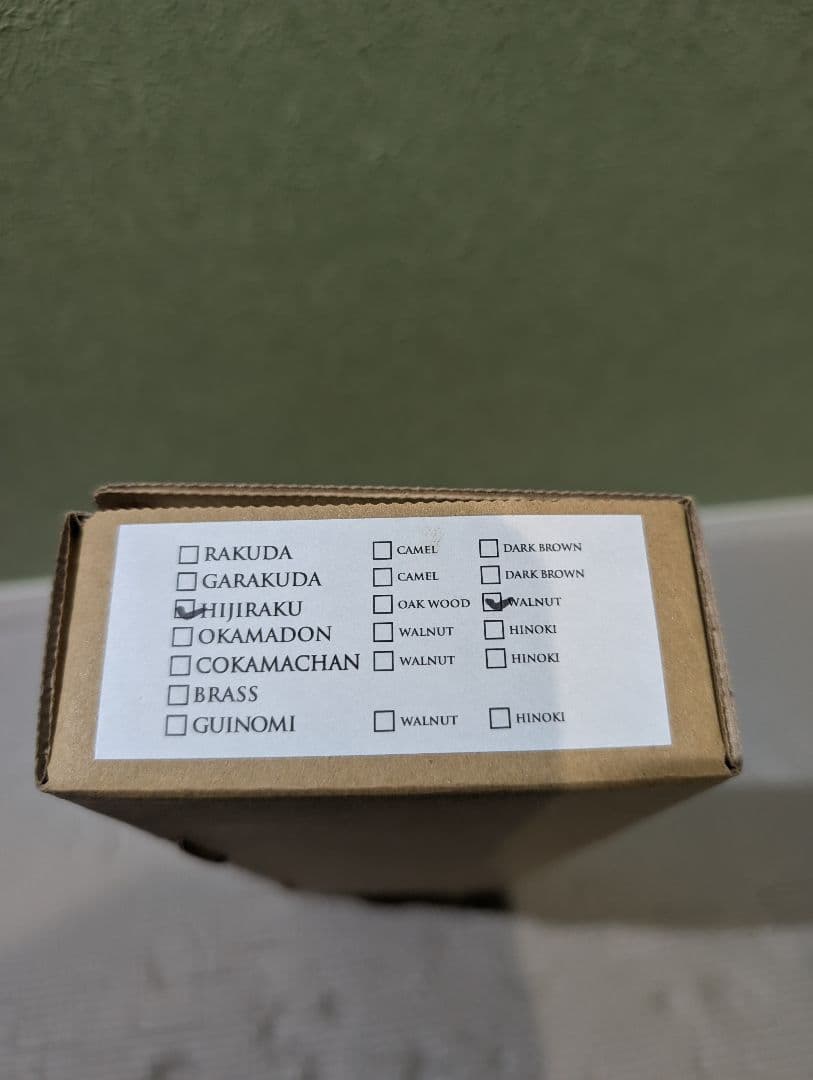 RAKUDA CAMEL DARK BROWN
GARAKUDA CAMEL DARK BROWN
HIJIRAKU OAK WOOD WALNUT
OKAMADON WALNUT HINOKI
COKAMACHAN WALNUT HINOKI
BRASS
GUINOMI WALNUT HINOKI